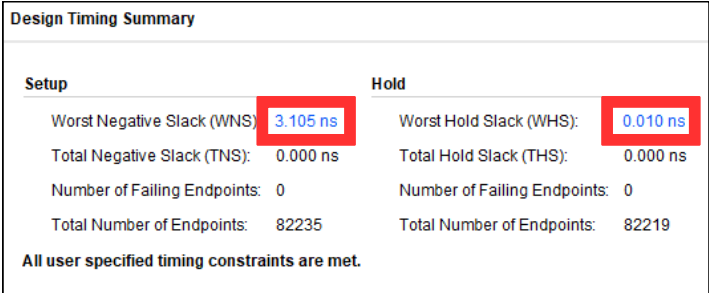 Design Timing Summary
Setup
Worst Negative Slack (WNS) 3.105 ns
Total Negative Slack (TNS): 0.000 ns
Number of Failing Endpoints: 0
Total Number of Endpoints: 82235
Hold
Worst Hold Slack (WHS): 0.010 ns
Total Hold Slack (THS): 0.000 ns
Number of Failing Endpoints: 0
Total Number of Endpoints: 82219
All user specified timing constraints are met.